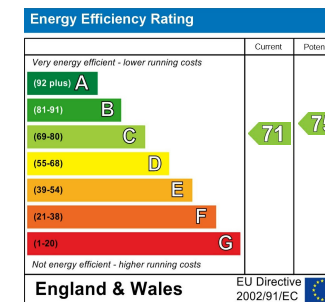 Energy Efficiency Rating
Current
Very energy efficient - lower running costs
(92 plus) A
(81-91) B
(69-80) C
71
(55-68) D
(39-54) E
(21-38) F
(1-20) G
Not energy efficient - higher running costs
England & Wales
EU Directive
2002/91/EC